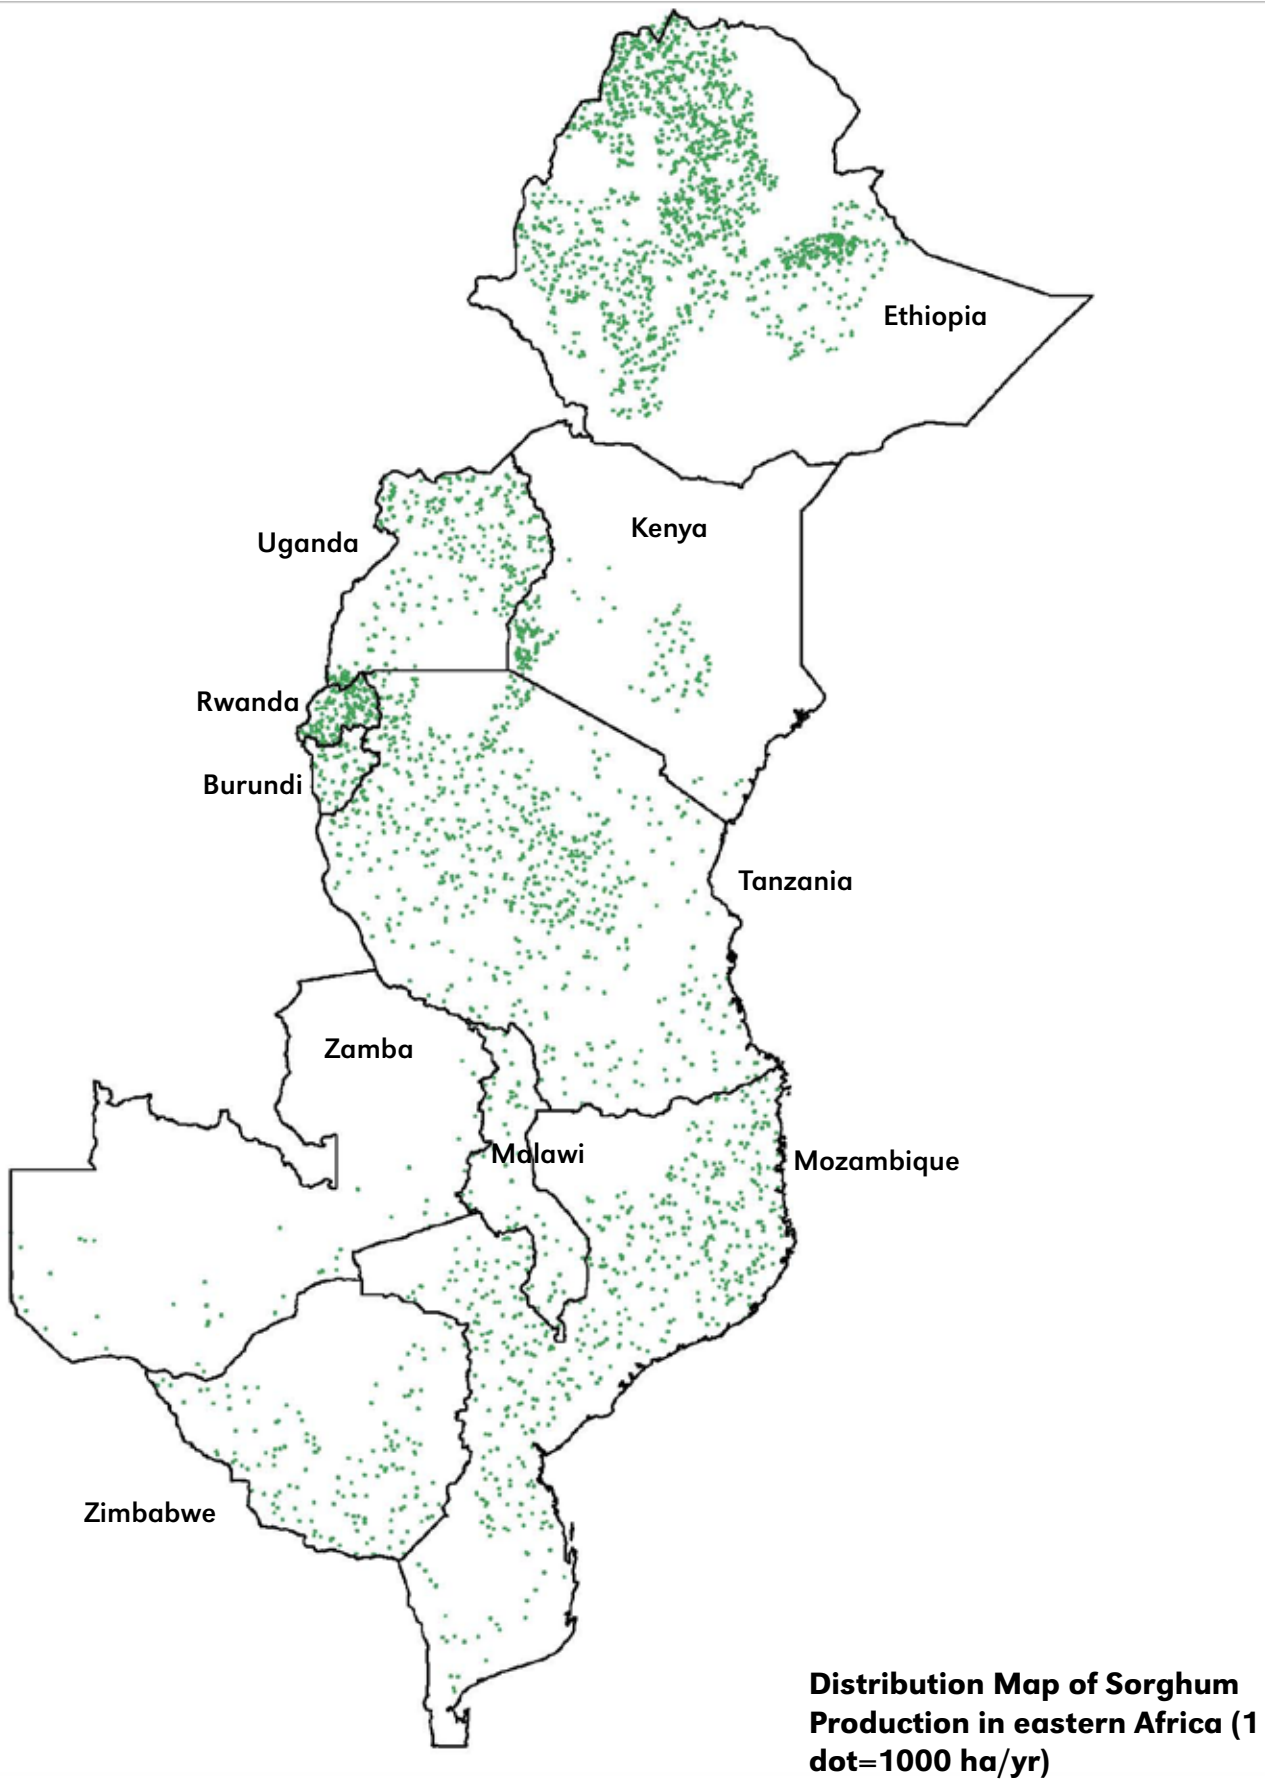 Ethiopia
Kenya
Uganda
Rwanda
Burundi
Tanzania
Zamba
Malawi
Mozambique
Zimbabwe
Distribution Map of Sorghum
Production in eastern Africa (1
dot=1000 ha/yr)